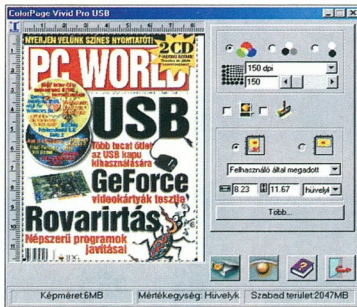 ColorPage Vivid Pro USB
NYERJEN VELÜNK SZÍNES NYOMTATÓT!
2CD
PC WORLD
USB
Több tucat ötlet
az USB kapu
kihasználására
GeForce
videokártyák tesztje
Rovarirtás
Népszerű programok
javításai
150 dpi
150
Felhasználó által megadott
8.23
11.67
hüvelyk
Több...
Képméret:6MB
Mértékegység: Hüvelyk
Szabad terület:2047MB